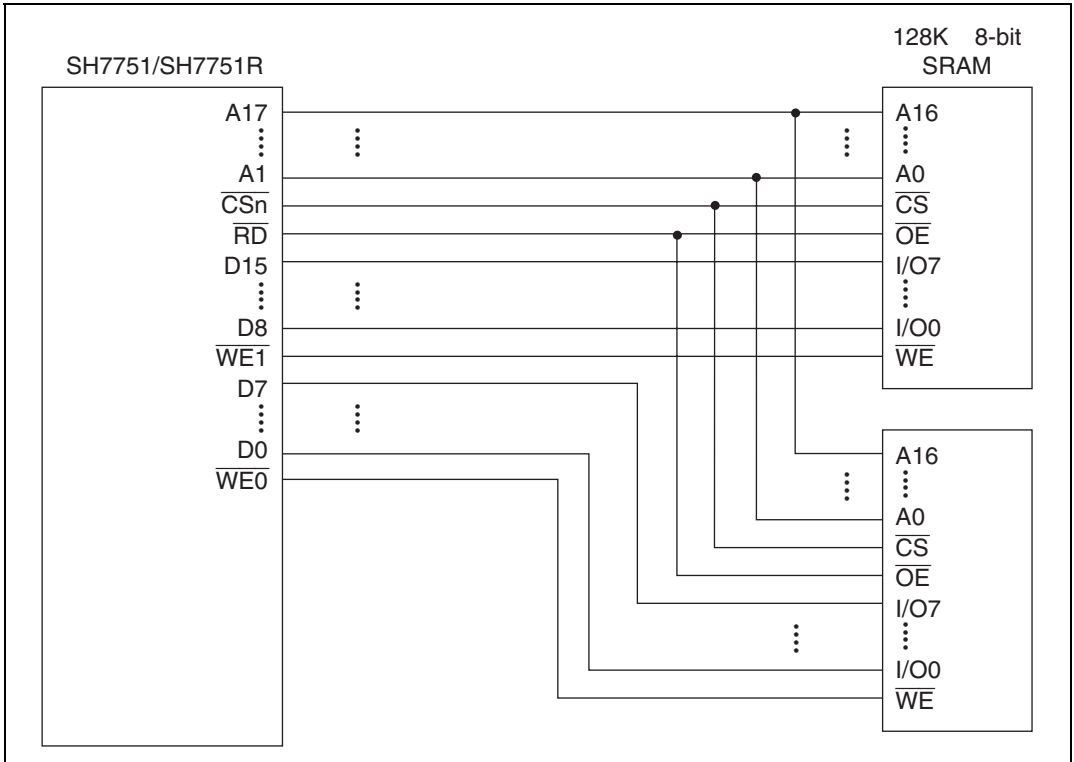 128K 8-bit
SRAM
SH7751/SH7751R
A17
A1
CSn
RD
D15
D8
WE1
D7
D0
WE0
A16
A0
CS
OE
I/O7
I/O0
WE
A16
A0
CS
OE
I/O7
I/O0
WE